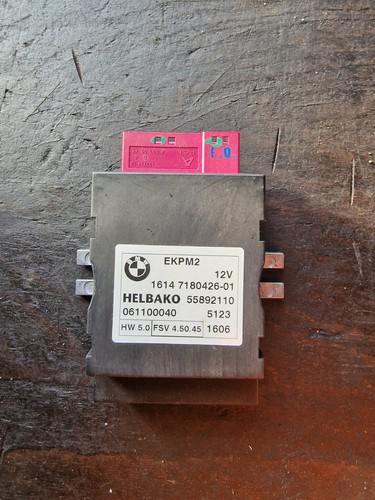 EKPM2
12V
1614 7180426-01
HELBAKO 55892110
061100040 5123
HW 5.0 FSV 4.50.45 1606